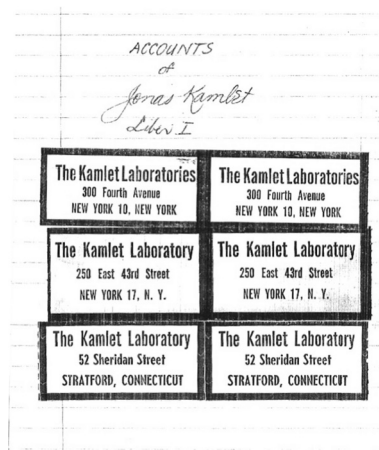 ACCOUNTS
of
Jonas Kamlet
Liber I
The Kamlet Laboratories
300 Fourth Avenue
NEW YORK 10, NEW YORK
The Kamlet Laboratories
300 Fourth Avenue
NEW YORK 10, NEW YORK
The Kamlet Laboratory
250 East 43rd Street
NEW YORK 17, N. Y.
The Kamlet Laboratory
250 East 43rd Street
NEW YORK 17, N. Y.
The Kamlet Laboratory
52 Sheridan Street
STRATFORD, CONNECTICUT
The Kamlet Laboratory
52 Sheridan Street
STRATFORD, CONNECTICUT